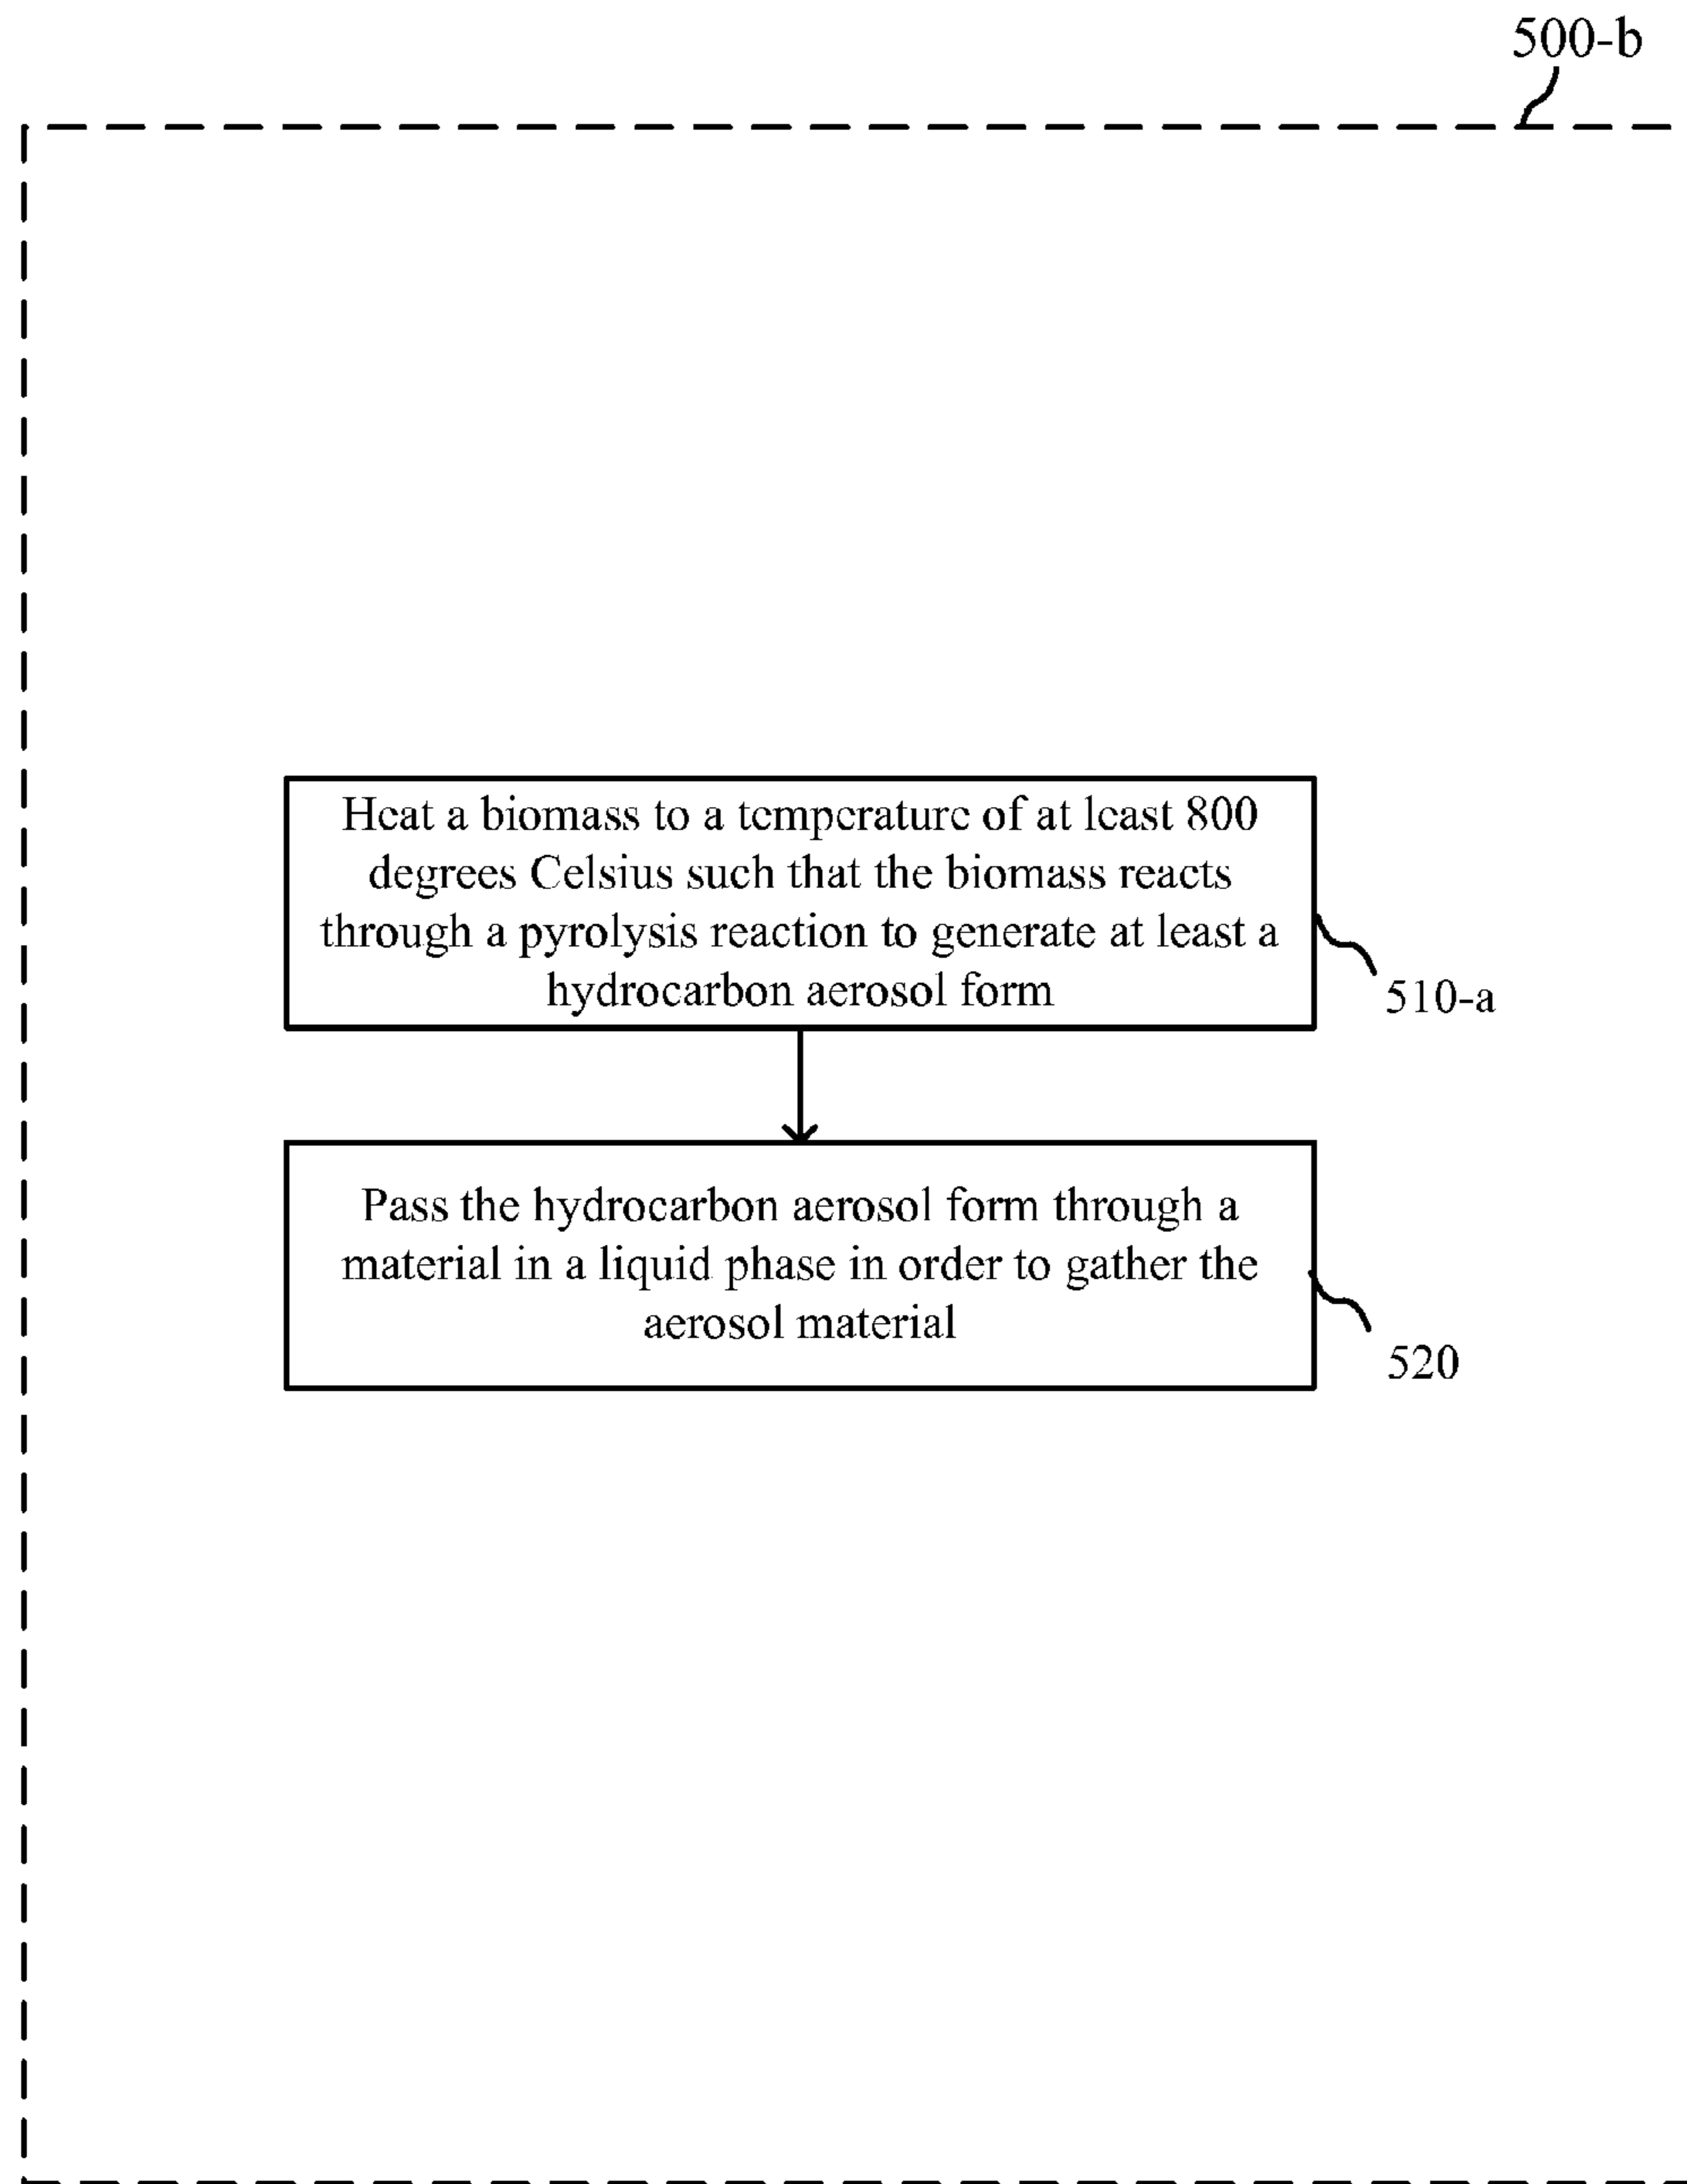 500-b
Heat a biomass to a temperature of at least 800
degrees Celsius such that the biomass reacts
through a pyrolysis reaction to generate at least a
hydrocarbon aerosol form
510-a
Pass the hydrocarbon aerosol form through a
material in a liquid phase in order to gather the
aerosol material
520